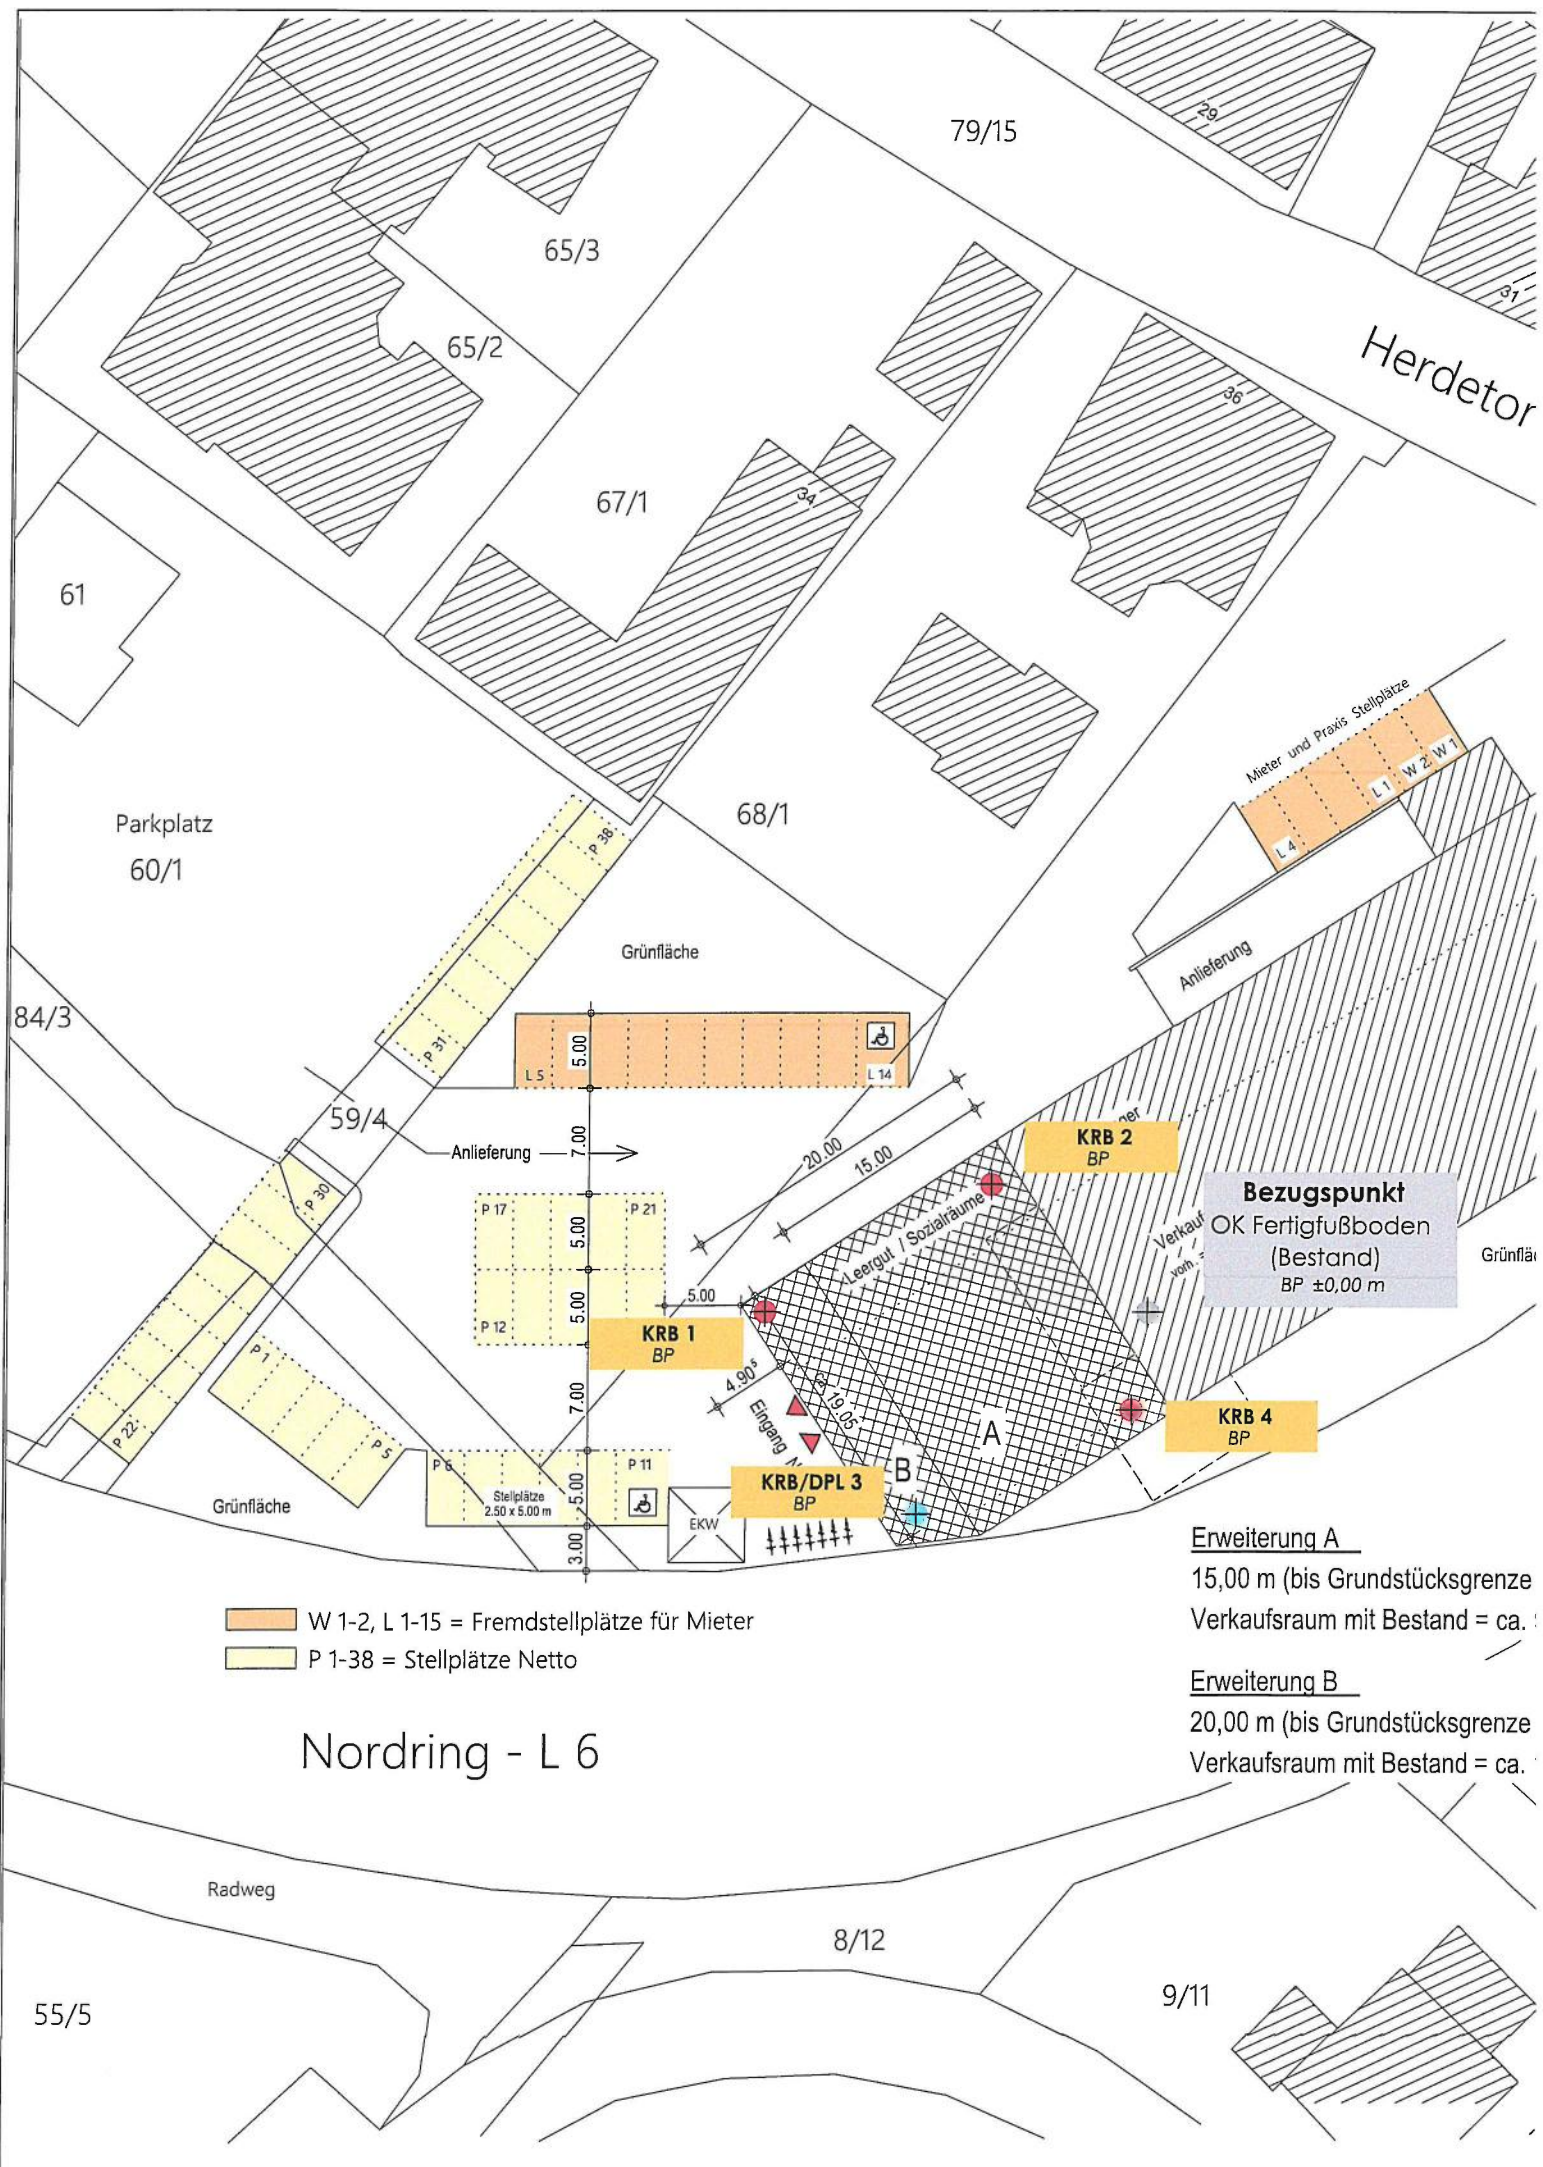 79/15
29
31
65/3
65/2
Herdetor
36
67/1
34
61
Mieter und Praxis Stellplätze
W 1
W 2
L 1
L 4
68/1
Parkplatz
60/1
P 38
Grünfläche
Anlieferung
84/3
P 31
5.00
L 5
L 14
59/4
Anlieferung
7.00
20.00
15.00
KRB 2
BP
P 30
P 17
P 21
5.00
Leergut / Sozialräume
Bezugspunkt
OK Fertigfußboden
(Bestand)
BP ±0,00 m
Verkauf
vorh.
Grünflä
5.00
5.00
P 12
KRB 1
BP
P 1
4.90⁵
ca. 19.05
7.00
Eingang
A
KRB 4
BP
P 22
P 5
P 6
P 11
B
KRB/DPL 3
BP
Stellplätze
2.50 x 5.00 m
5.00
EKW
Grünfläche
3.00
Erweiterung A
15,00 m (bis Grundstücksgrenze
Verkaufsraum mit Bestand = ca.
W 1-2, L 1-15 = Fremdstellplätze für Mieter
P 1-38 = Stellplätze Netto
Erweiterung B
20,00 m (bis Grundstücksgrenze
Verkaufsraum mit Bestand = ca.
Nordring - L 6
Radweg
8/12
9/11
55/5